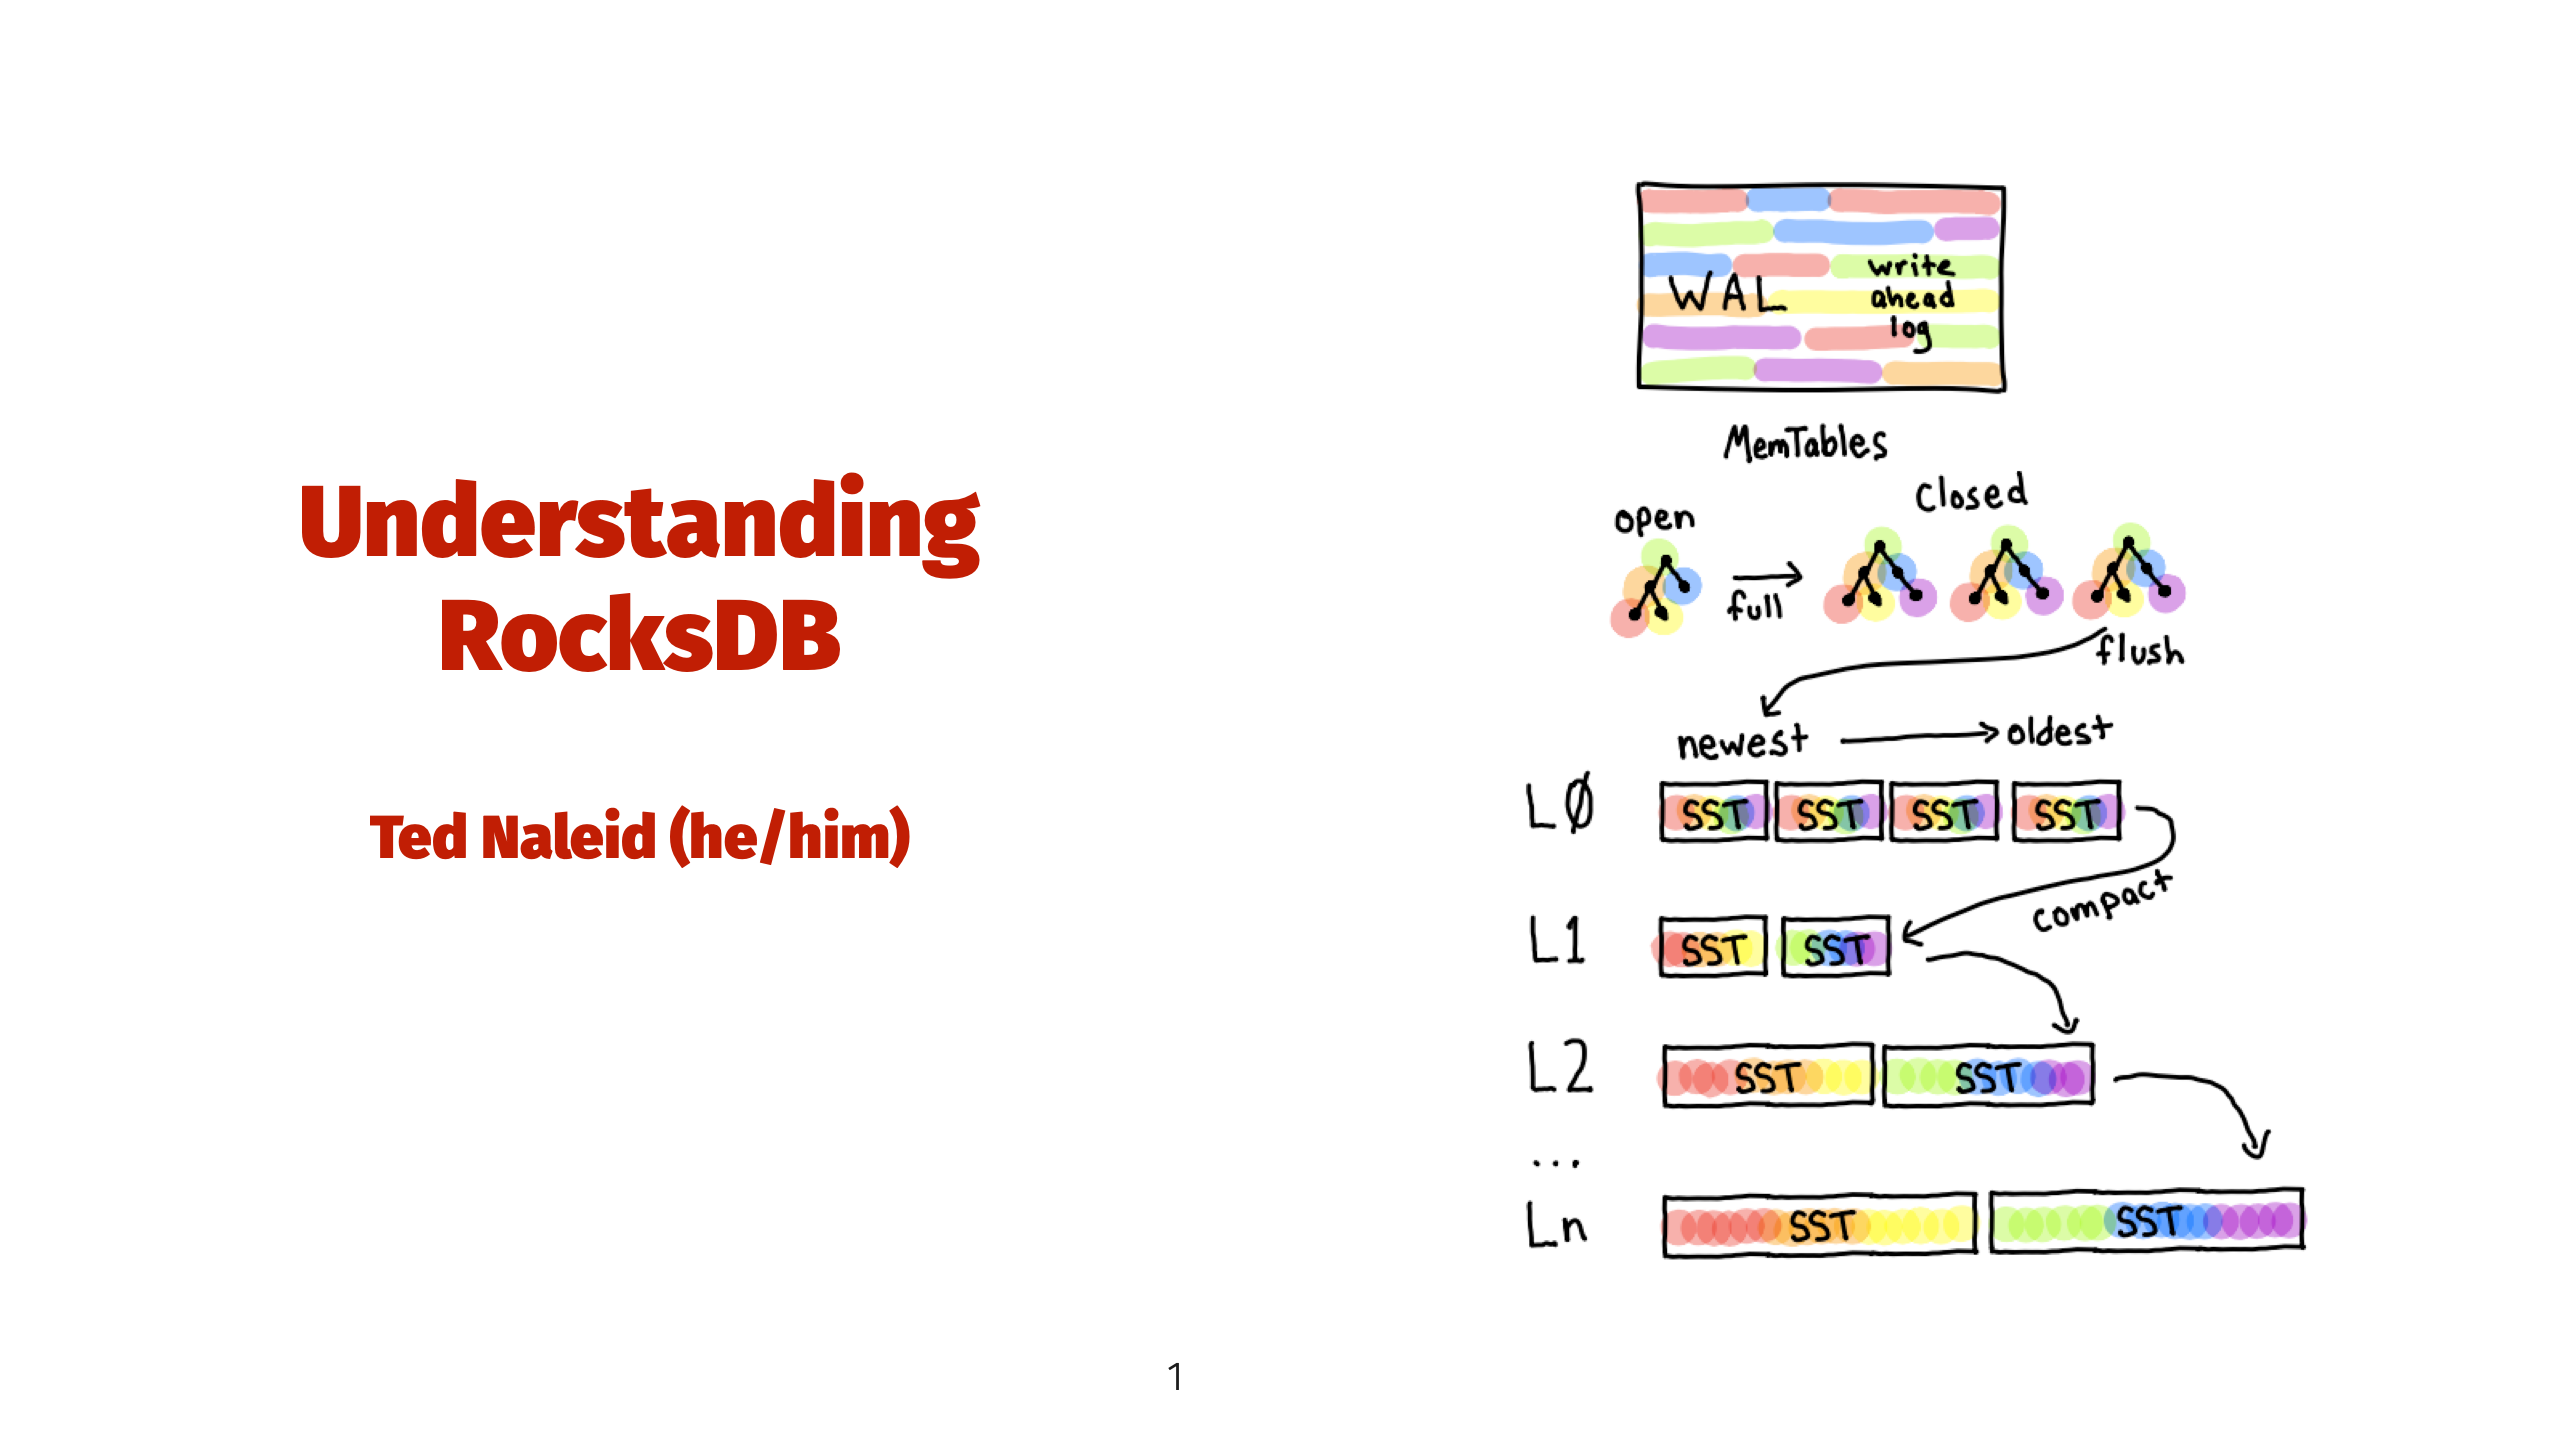 Understanding
RocksDB
Ted Naleid (he/him)
WAL
write
ahead
log
MemTables
open
Closed
full
flush
newest
oldest
LØ
SST SST SST SST
compact
L1
SST SST
L2
SST SST
...
Ln
SST SST
1